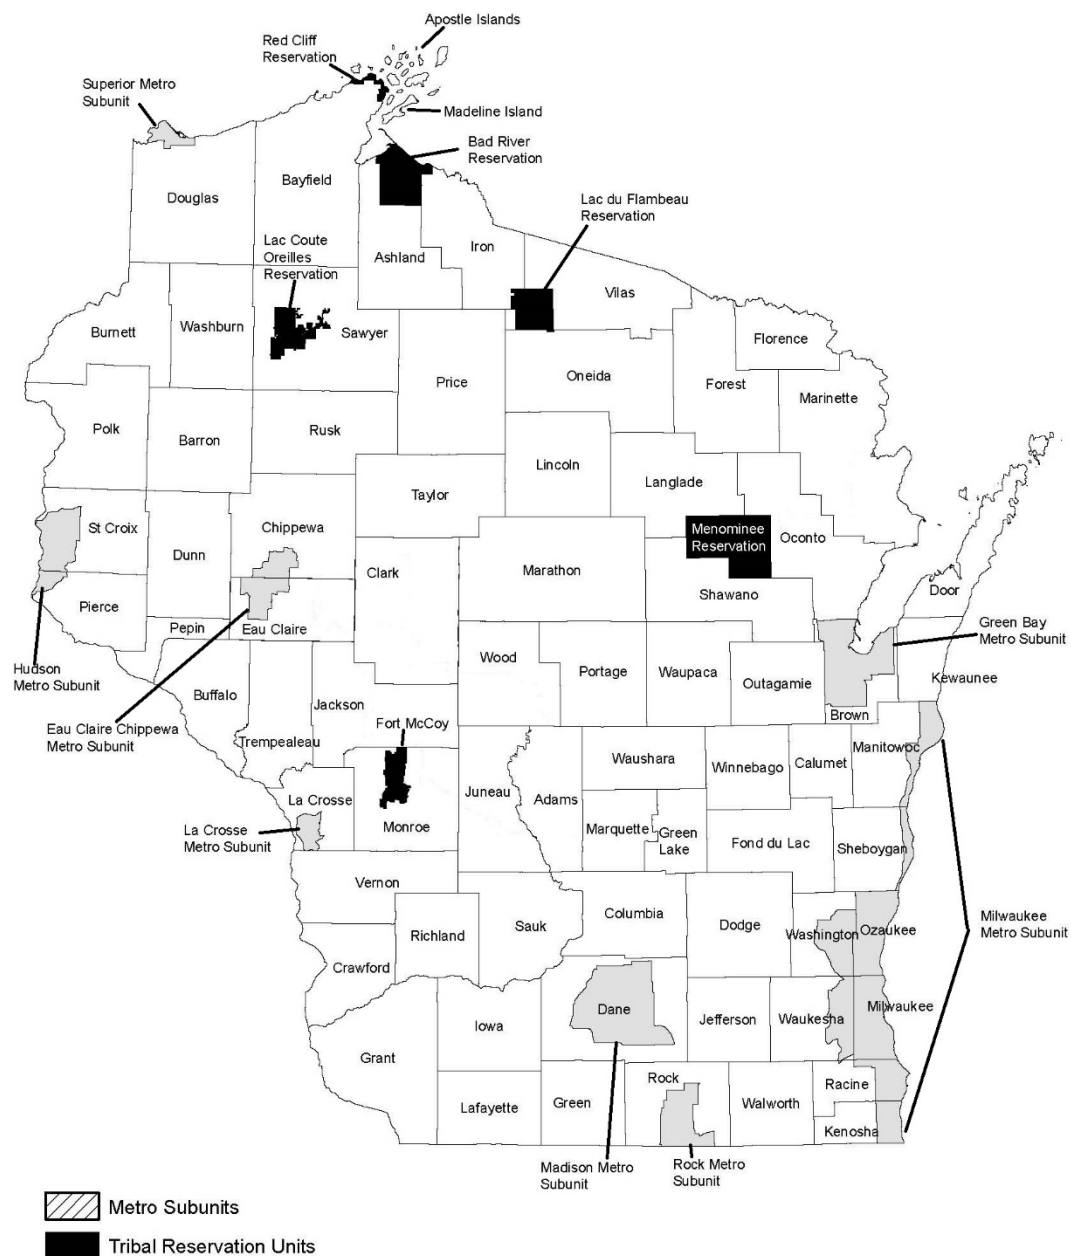 Apostle Islands
Red Cliff
Reservation
Superior Metro
Subunit
Madeline Island
Bad River
Reservation
Bayfield
Douglas
Lac du Flambeau
Reservation
Lac Coute
Oreilles
Reservation
Iron
Ashland
Vilas
Burnett
Washburn
Sawyer
Florence
Price
Oneida
Forest
Marinette
Polk
Barron
Rusk
Lincoln
Langlade
Taylor
St Croix
Chippewa
Menominee
Reservation
Oconto
Dunn
Marathon
Clark
Shawano
Door
Pierce
Pepin
Eau Claire
Green Bay
Metro Subunit
Hudson
Metro Subunit
Wood
Portage
Waupaca
Outagamie
Kewaunee
Buffalo
Jackson
Brown
Eau Claire Chippewa
Metro Subunit
Fort McCoy
Trempealeau
Manitowoc
Waushara
Winnebago
Calumet
La Crosse
Juneau
Adams
La Crosse
Metro Subunit
Monroe
Marquette
Green
Lake
Fond du Lac
Sheboygan
Vernon
Columbia
Sauk
Dodge
Washington
Ozaukee
Milwaukee
Metro Subunit
Richland
Crawford
Dane
Iowa
Jefferson
Waukesha
Milwaukee
Grant
Rock
Racine
Lafayette
Green
Walworth
Kenosha
Madison Metro
Subunit
Rock Metro
Subunit
Metro Subunits
Tribal Reservation Units